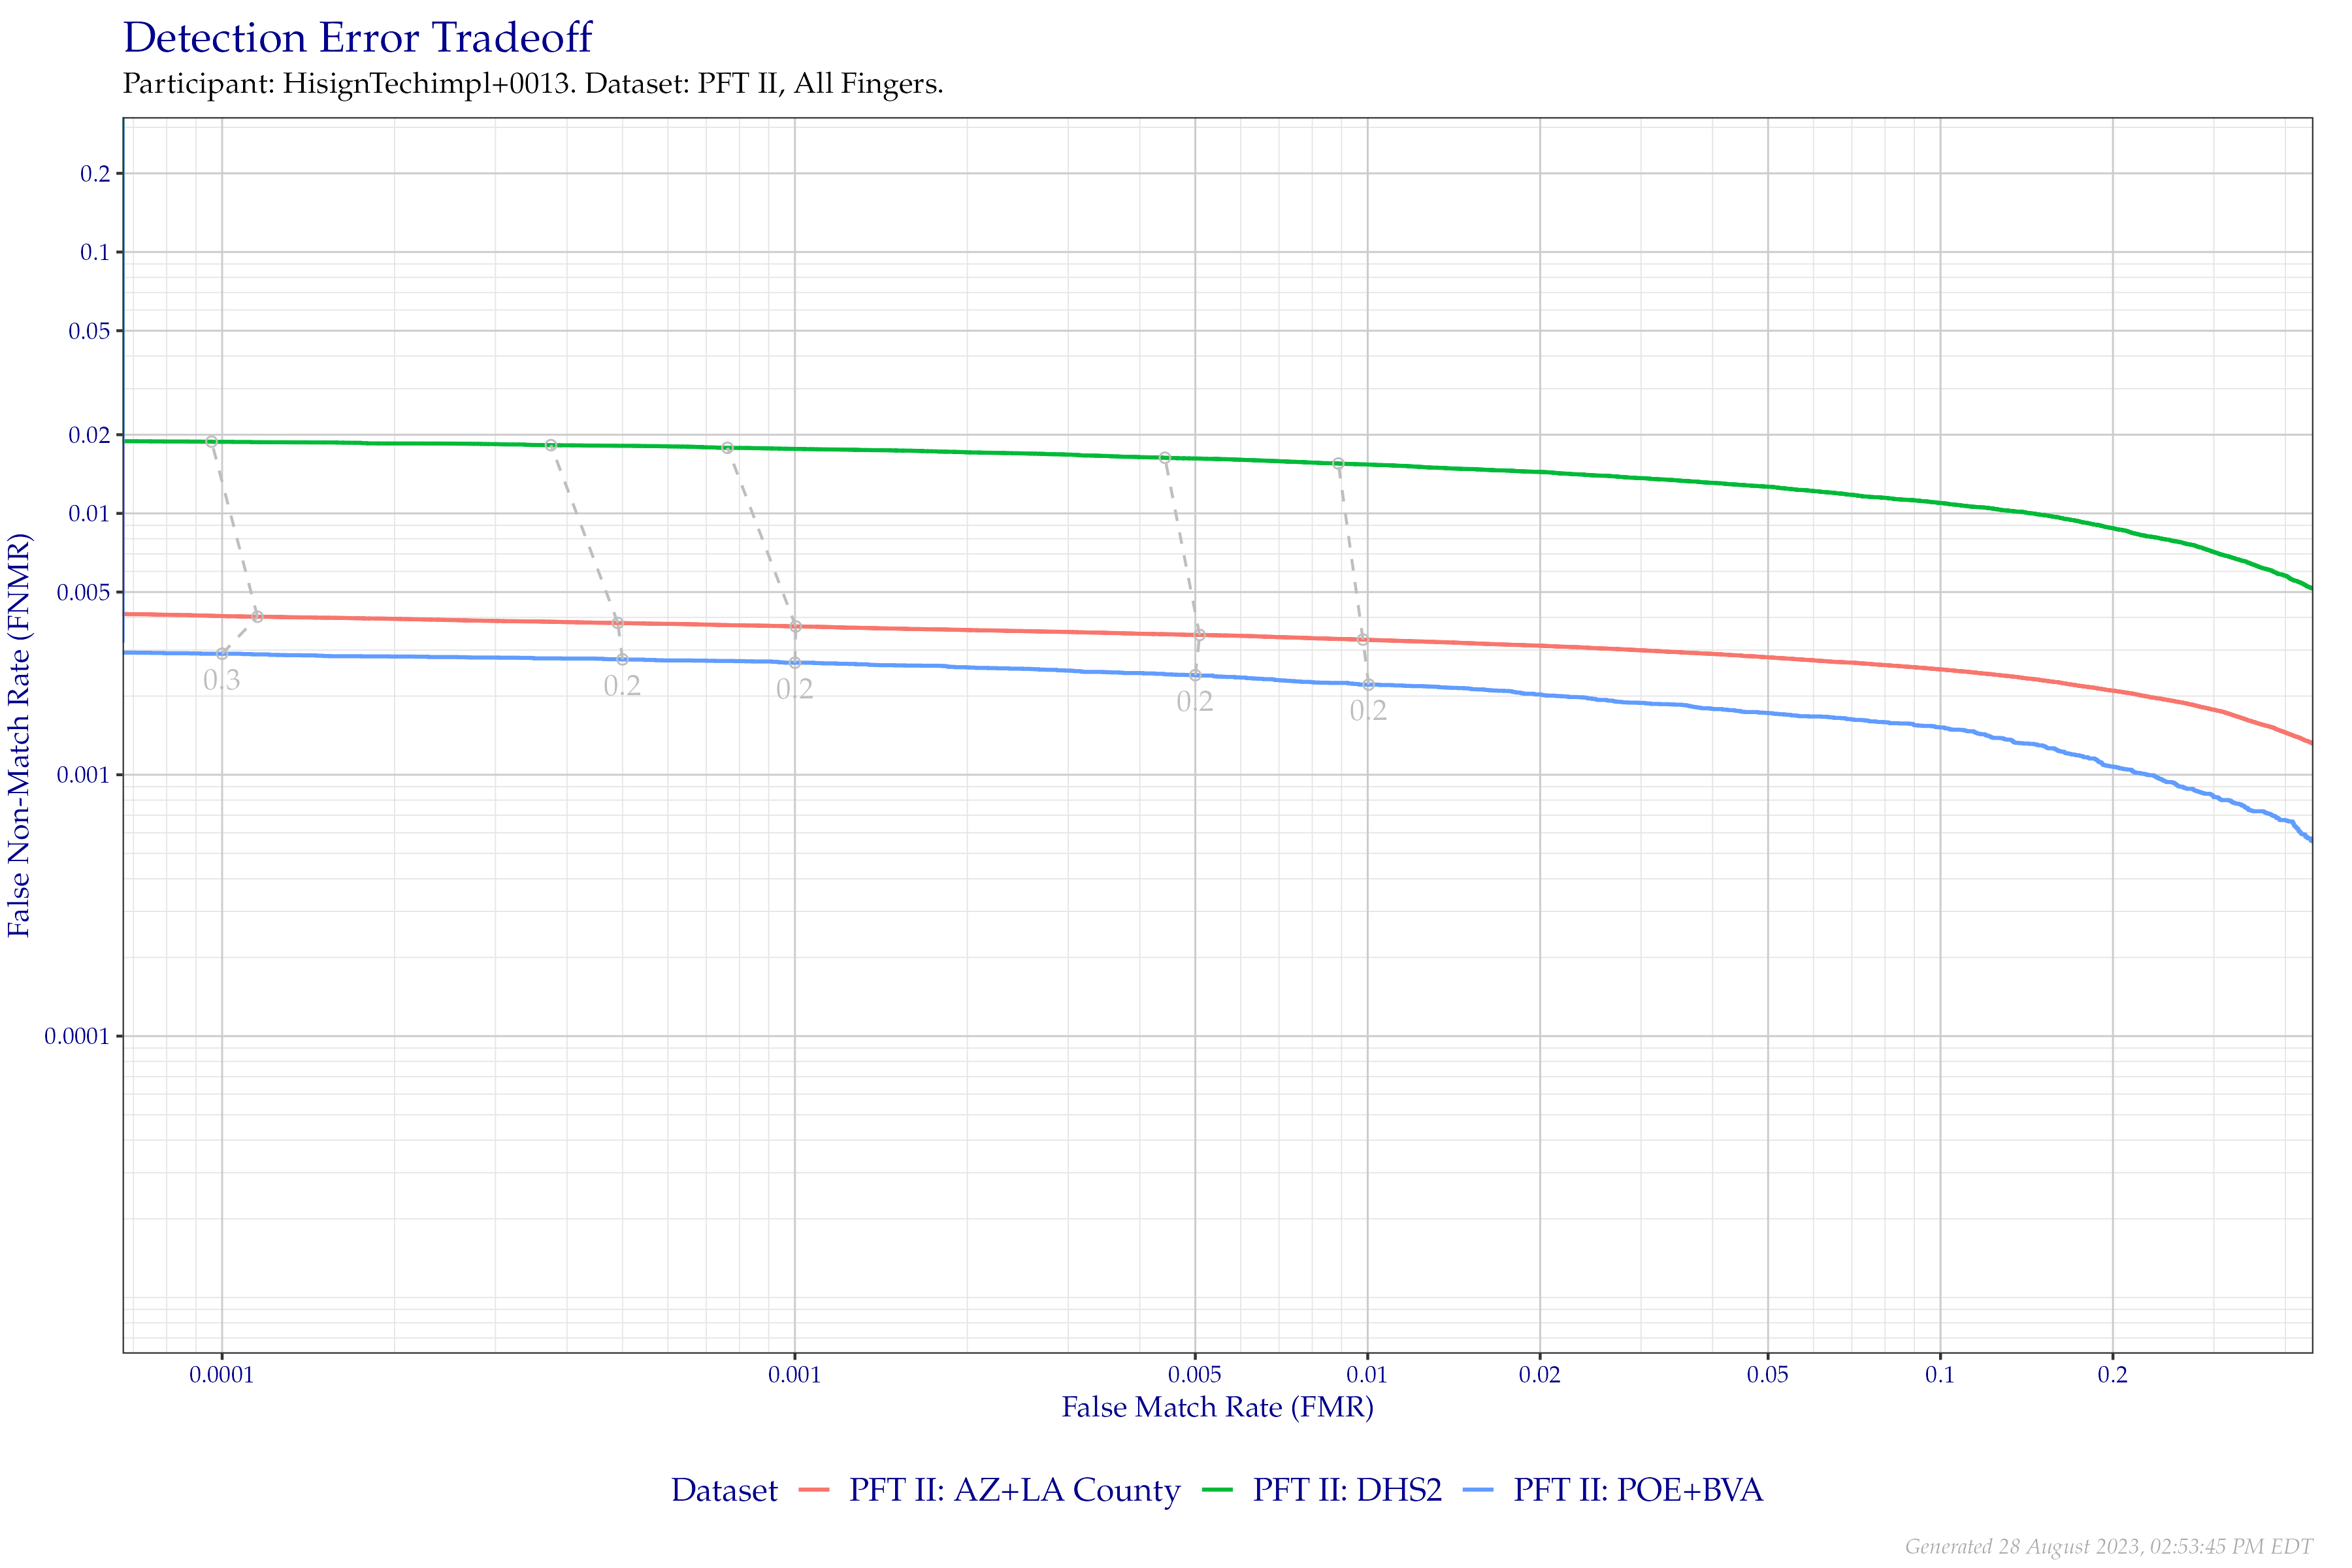 Detection Error Tradeoff
Participant: HisignTechimpl+0013. Dataset: PFT II, All Fingers.
False Non-Match Rate (FNMR)
0.2
0.1
0.05
0.02
0.01
0.005
0.001
0.0001
0.3
0.2
0.2
0.2
0.2
0.0001 0.001 0.005 0.01 0.02 0.05 0.1 0.2
False Match Rate (FMR)
Dataset PFT II: AZ+LA County PFT II: DHS2 PFT II: POE+BVA
Generated 28 August 2023, 02:53:45 PM EDT